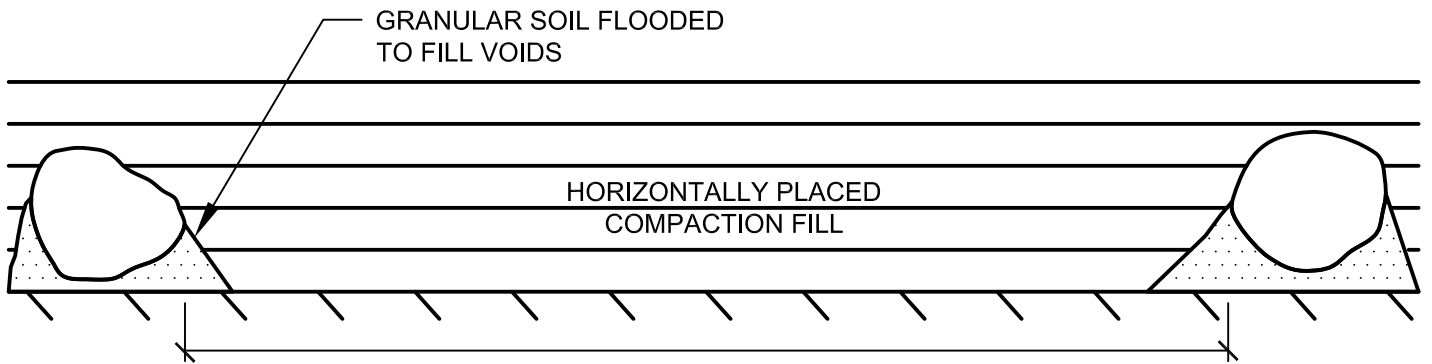 GRANULAR SOIL FLOODED
TO FILL VOIDS
HORIZONTALLY PLACED
COMPACTION FILL